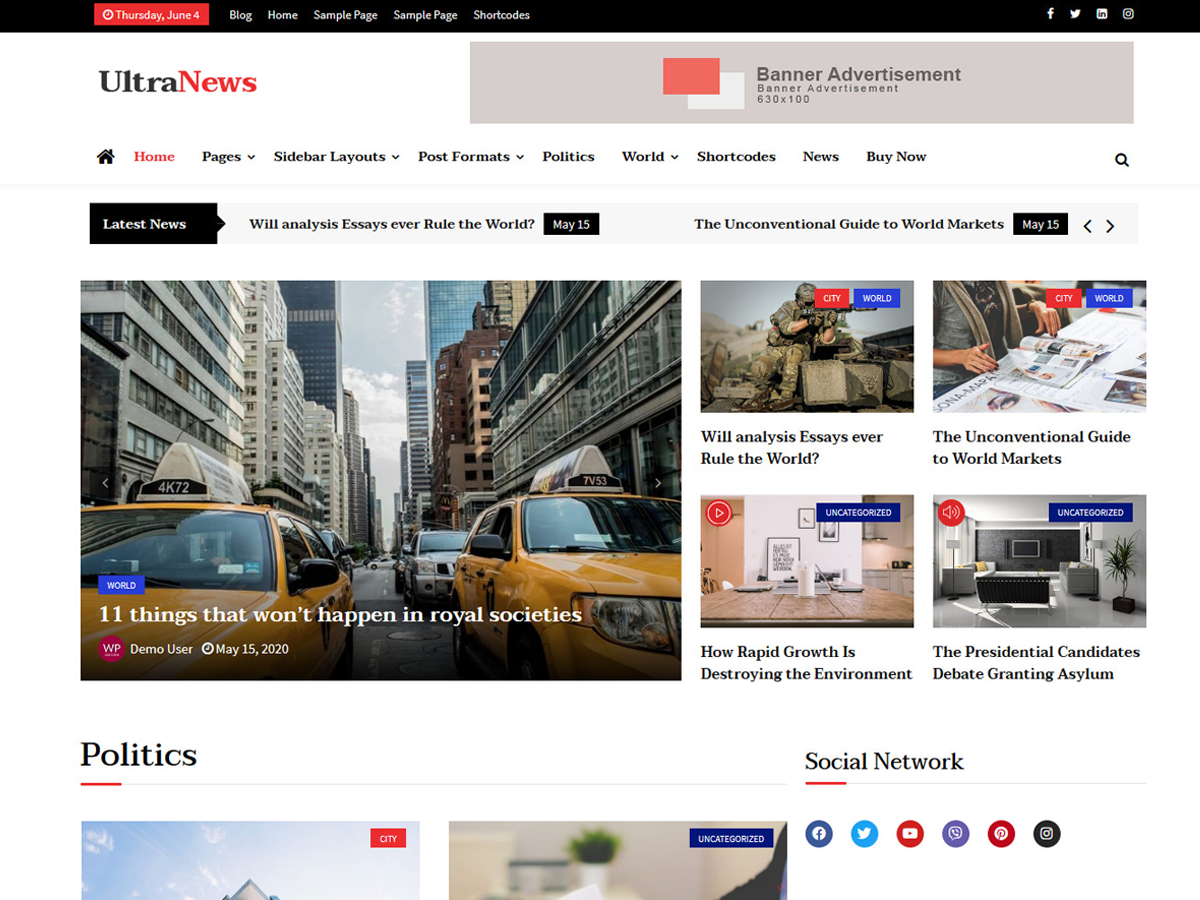 Thursday, June 4 Blog Home Sample Page Sample Page Shortcodes
UltraNews
Banner Advertisement
Banner Advertisement
630x100
Home Pages Sidebar Layouts Post Formats Politics World Shortcodes News Buy Now
Latest News Will analysis Essays ever Rule the World? May 15 The Unconventional Guide to World Markets May 15
4K72
7V53
WORLD
11 things that won’t happen in royal societies
WP Demo User May 15, 2020
CITY WORLD
Will analysis Essays ever
Rule the World?
CITY WORLD
The Unconventional Guide
to World Markets
UNCATEGORIZED
How Rapid Growth Is
Destroying the Environment
UNCATEGORIZED
The Presidential Candidates
Debate Granting Asylum
Politics
CITY
UNCATEGORIZED
Social Network